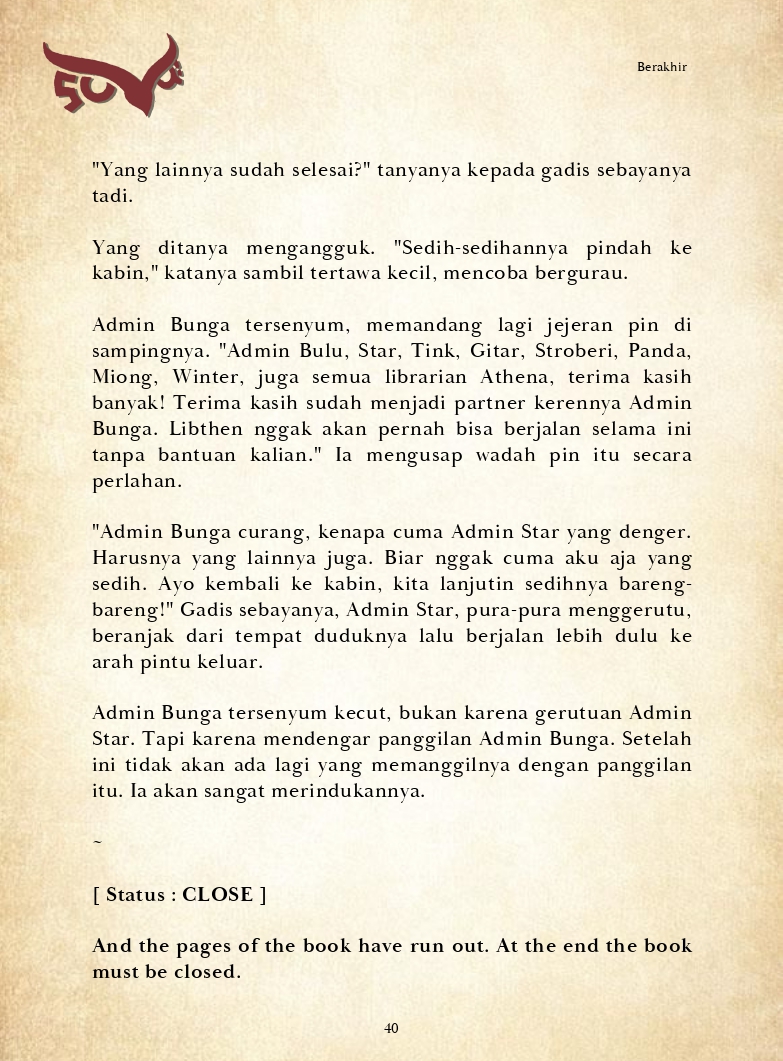 Berakhir
"Yang lainnya sudah selesai?" tanyanya kepada gadis sebayanya
tadi.
Yang ditanya mengangguk. "Sedih-sedihannya pindah ke
kabin," katanya sambil tertawa kecil, mencoba bergurau.
Admin Bunga tersenyum, memandang lagi jejeran pin di
sampingnya. "Admin Bulu, Star, Tink, Gitar, Stroberi, Panda,
Miong, Winter, juga semua librarian Athena, terima kasih
banyak! Terima kasih sudah menjadi partner kerennya Admin
Bunga. Libthen nggak akan pernah bisa berjalan selama ini
tanpa bantuan kalian." Ia mengusap wadah pin itu secara
perlahan.
"Admin Bunga curang, kenapa cuma Admin Star yang denger.
Harusnya yang lainnya juga. Biar nggak cuma aku aja yang
sedih. Ayo kembali ke kabin, kita lanjutin sedihnya bareng-
bareng!" Gadis sebayanya, Admin Star, pura-pura menggerutu,
beranjak dari tempat duduknya lalu berjalan lebih dulu ke
arah pintu keluar.
Admin Bunga tersenyum kecut, bukan karena gerutuan Admin
Star. Tapi karena mendengar panggilan Admin Bunga. Setelah
ini tidak akan ada lagi yang memanggilnya dengan panggilan
itu. Ia akan sangat merindukannya.
~
[ Status : CLOSE ]
And the pages of the book have run out. At the end the book
must be closed.
40